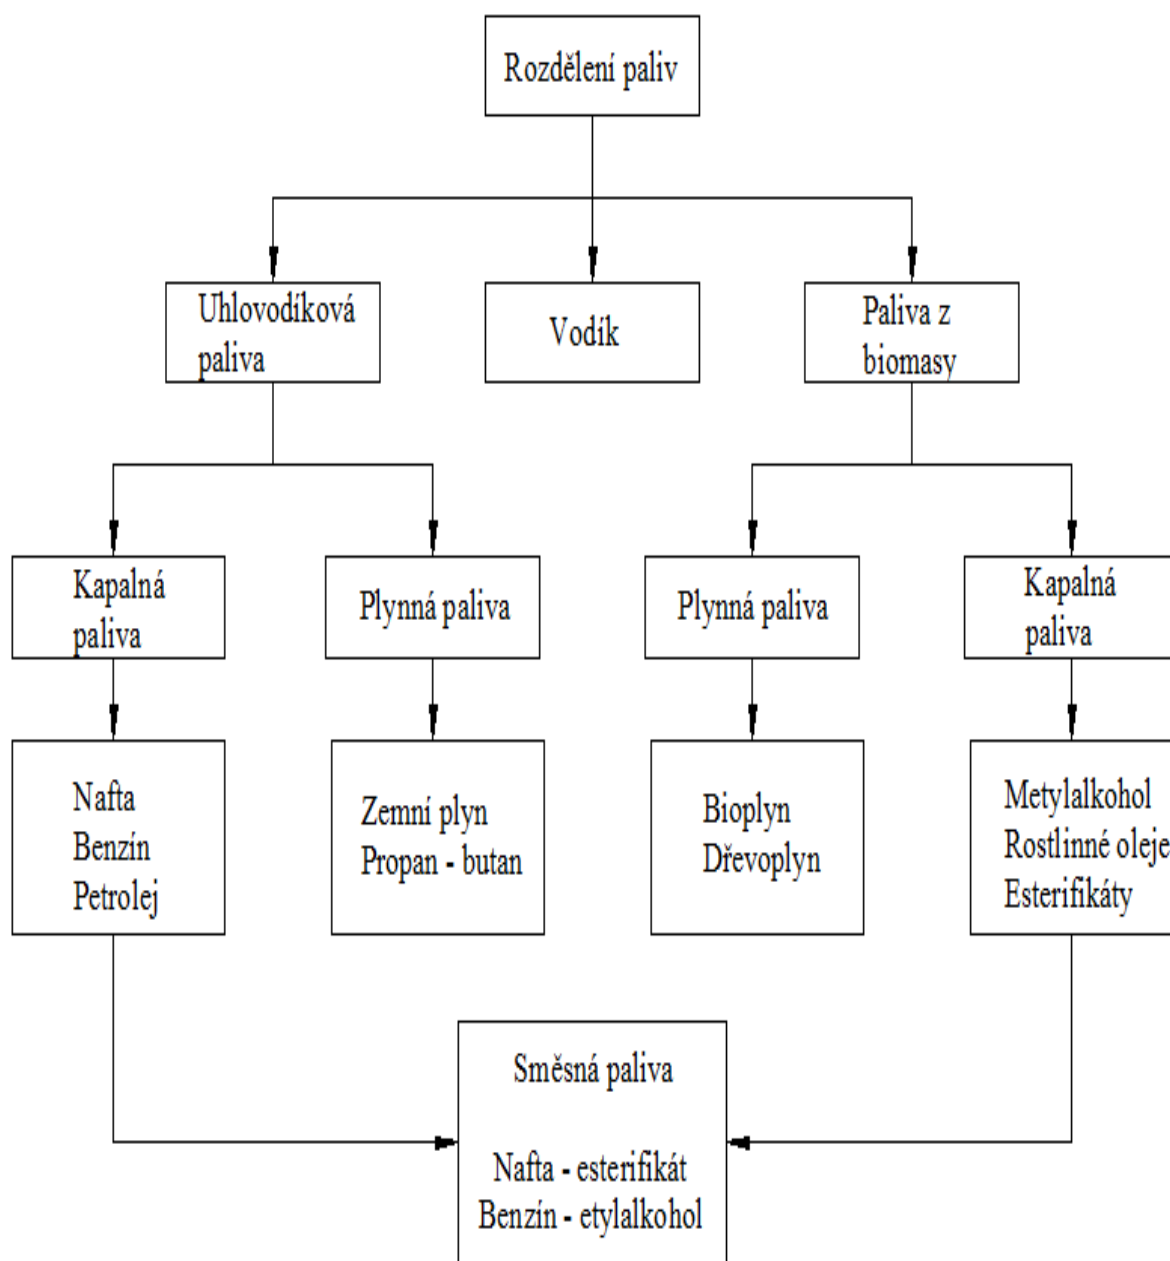 Rozdělení paliv
Uhlovodíková
paliva
Vodík
Paliva z
biomasy
Kapalná
paliva
Plynná paliva
Plynná paliva
Kapalná
paliva
Nafta
Benzín
Petrolej
Zemní plyn
Propan - butan
Bioplyn
Dřevoplyn
Metylalkohol
Rostlinné oleje
Esterifikáty
Směsná paliva
Nafta - esterifikát
Benzín - etylalkohol